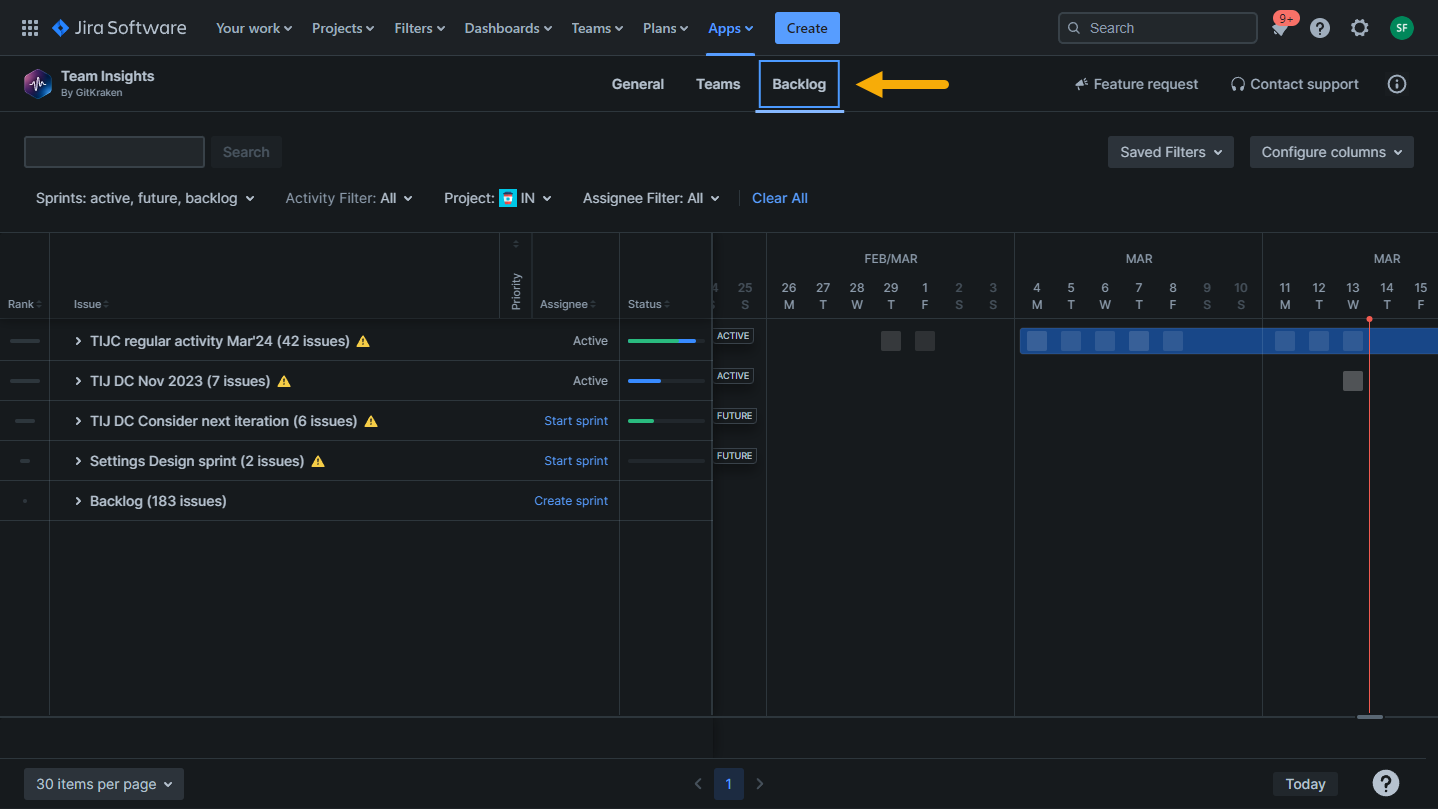 Jira Software Your work Projects Filters Dashboards Teams Plans Apps Create Search 9+ SF
Team Insights
By GitKraken
General Teams Backlog
Feature request Contact support
Search
Saved Filters Configure columns
Sprints: active, future, backlog Activity Filter: All Project: IN Assignee Filter: All Clear All
FEB/MAR MAR MAR
Rank Issue Priority Assignee Status
25 26 27 28 29 1 2 3 4 5 6 7 8 9 10 11 12 13 14 15
S M T W T F S S M T W T F S S M T W T F
TIJC regular activity Mar'24 (42 issues) Active ACTIVE
TIJ DC Nov 2023 (7 issues) Active ACTIVE
TIJ DC Consider next iteration (6 issues) Start sprint FUTURE
Settings Design sprint (2 issues) Start sprint FUTURE
Backlog (183 issues) Create sprint
30 items per page 1 Today